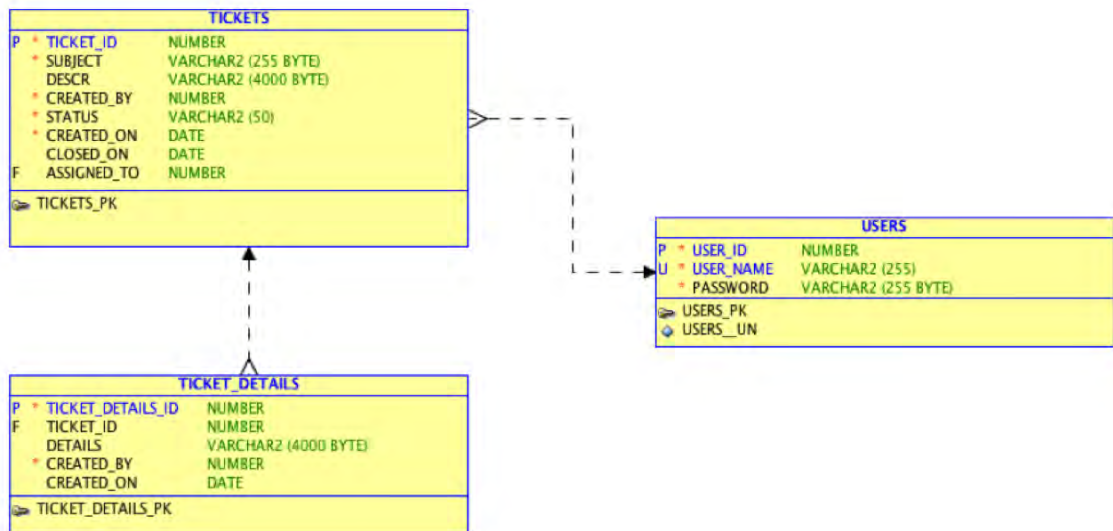 TICKETS
P * TICKET_ID NUMBER
* SUBJECT VARCHAR2 (255 BYTE)
DESCR VARCHAR2 (4000 BYTE)
* CREATED_BY NUMBER
* STATUS VARCHAR2 (50)
* CREATED_ON DATE
CLOSED_ON DATE
F ASSIGNED_TO NUMBER
TICKETS_PK
USERS
P * USER_ID NUMBER
U * USER_NAME VARCHAR2 (255)
* PASSWORD VARCHAR2 (255 BYTE)
USERS_PK
USERS__UN
TICKET_DETAILS
P * TICKET_DETAILS_ID NUMBER
F TICKET_ID NUMBER
DETAILS VARCHAR2 (4000 BYTE)
* CREATED_BY NUMBER
CREATED_ON DATE
TICKET_DETAILS_PK